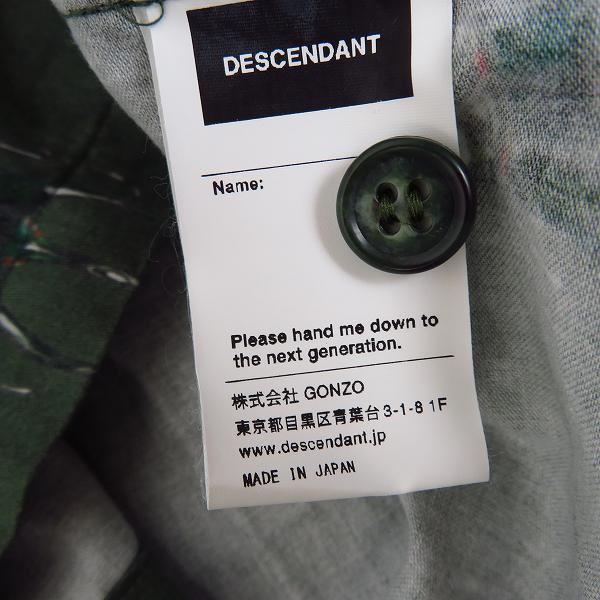 DESCENDANT
Name:
Please hand me down to
the next generation.
株式会社 GONZO
東京都目黒区青葉台3-1-8 1F
www.descendant.jp
MADE IN JAPAN